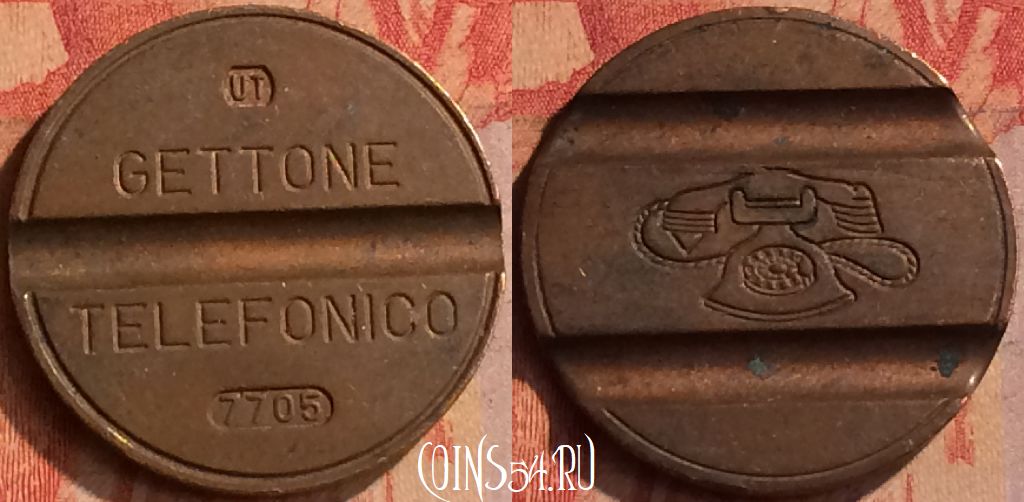 UT
GETTONE
TELEFONICO
7705
COINS54.RU